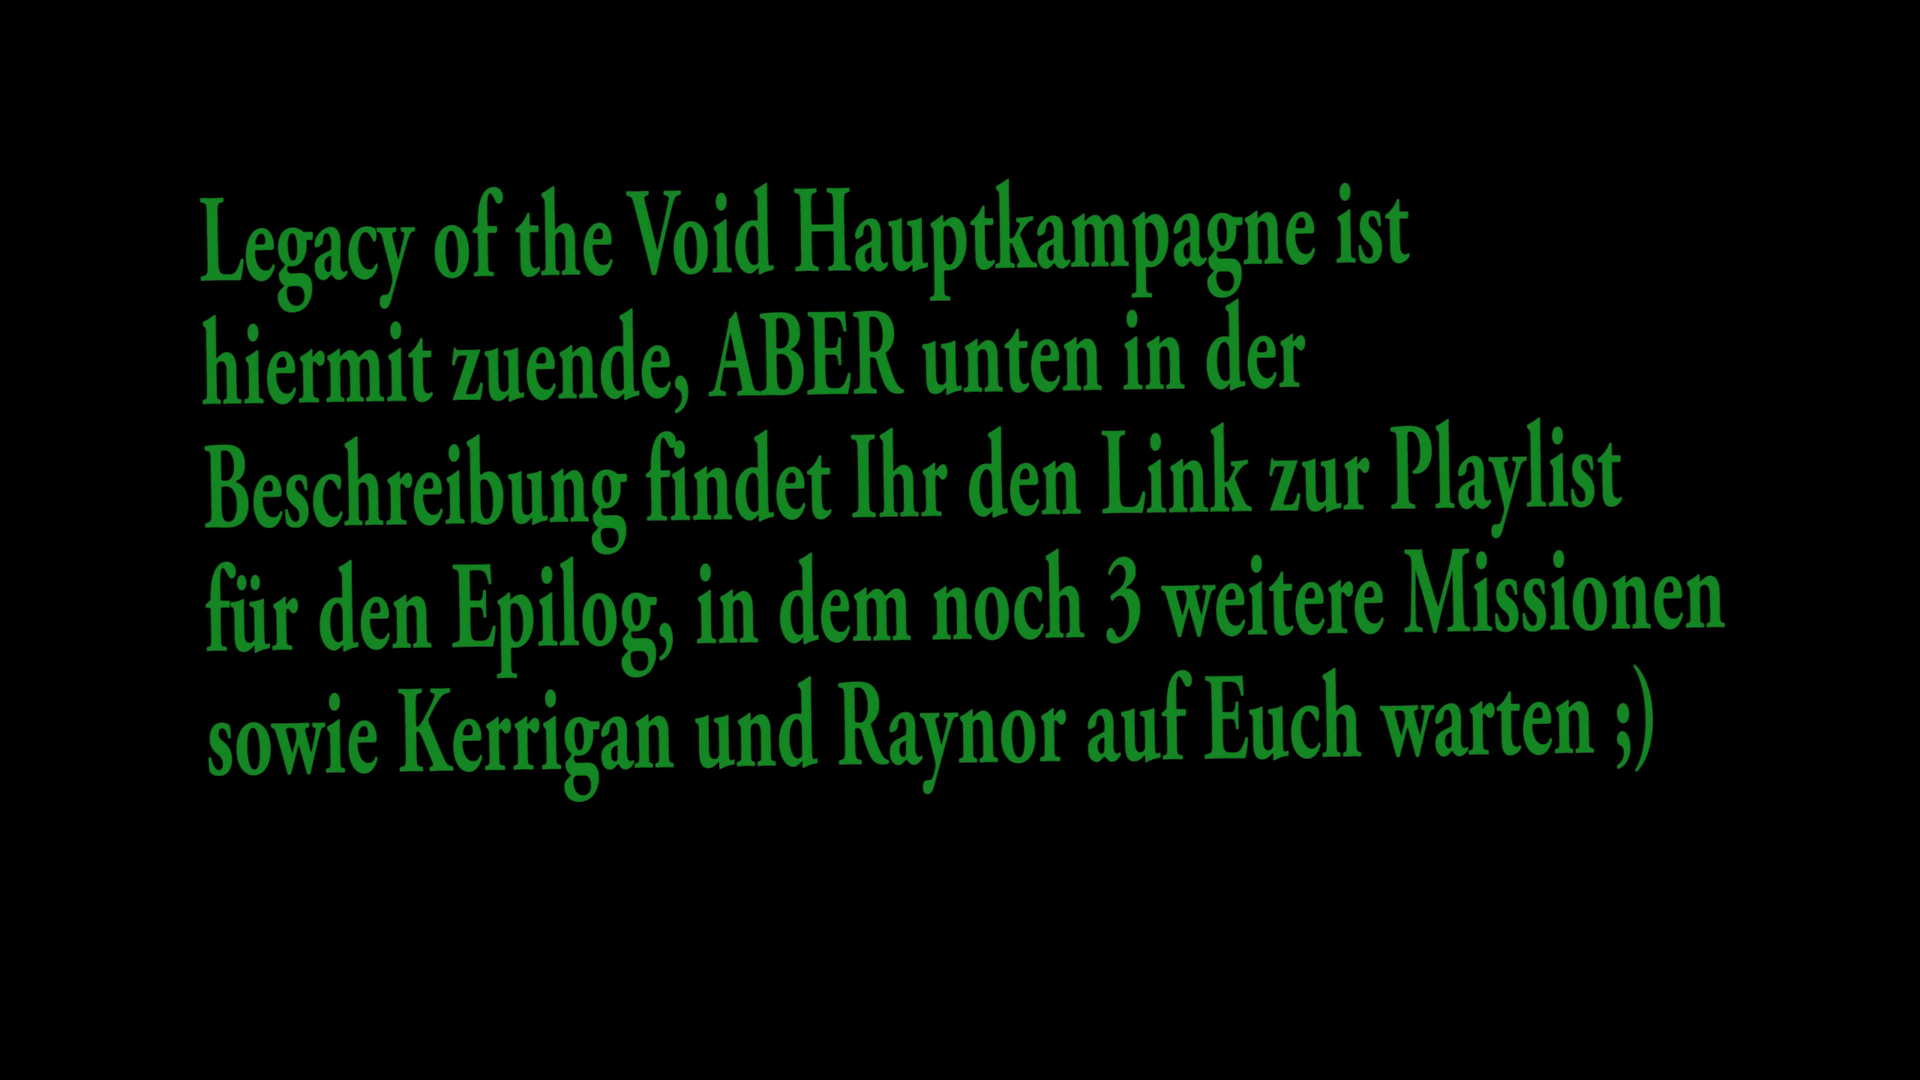 Legacy of the Void Hauptkampagne ist
hiermit zuende, ABER unten in der
Beschreibung findet Ihr den Link zur Playlist
für den Epilog, in dem noch 3 weitere Missionen
sowie Kerrigan und Raynor auf Euch warten ;)